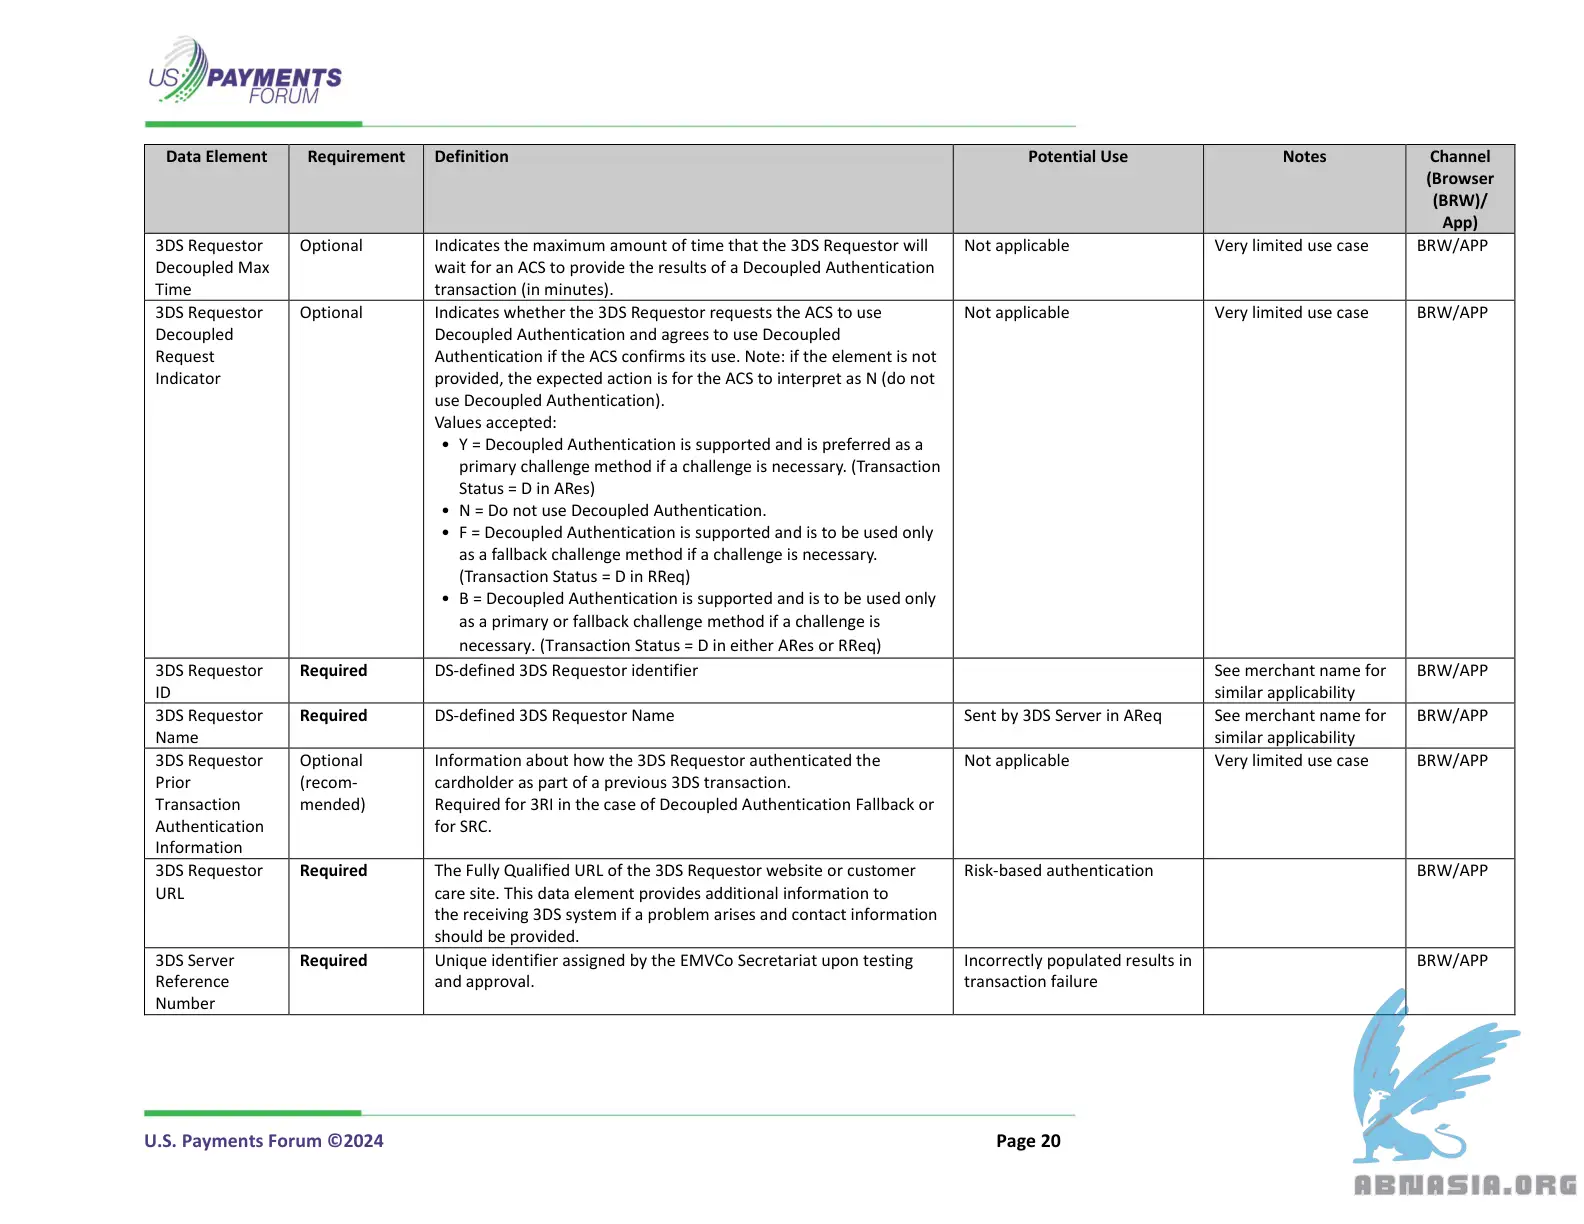 US PAYMENTS
FORUM
Data Element Requirement Definition Potential Use Notes Channel
(Browser
(BRW)/
App)
3DS Requestor Optional Indicates the maximum amount of time that the 3DS Requestor will Not applicable Very limited use case BRW/APP
Decoupled Max wait for an ACS to provide the results of a Decoupled Authentication
Time transaction (in minutes).
3DS Requestor Optional Indicates whether the 3DS Requestor requests the ACS to use Not applicable Very limited use case BRW/APP
Decoupled Decoupled Authentication and agrees to use Decoupled
Request Authentication if the ACS confirms its use. Note: if the element is not
Indicator provided, the expected action is for the ACS to interpret as N (do not
use Decoupled Authentication).
Values accepted:
• Y = Decoupled Authentication is supported and is preferred as a
primary challenge method if a challenge is necessary. (Transaction
Status = D in ARes)
• N = Do not use Decoupled Authentication.
• F = Decoupled Authentication is supported and is to be used only
as a fallback challenge method if a challenge is necessary.
(Transaction Status = D in RReq)
• B = Decoupled Authentication is supported and is to be used only
as a primary or fallback challenge method if a challenge is
necessary. (Transaction Status = D in either ARes or RReq)
3DS Requestor Required DS-defined 3DS Requestor identifier See merchant name for BRW/APP
ID similar applicability
3DS Requestor Required DS-defined 3DS Requestor Name Sent by 3DS Server in AReq See merchant name for BRW/APP
Name similar applicability
3DS Requestor Optional Information about how the 3DS Requestor authenticated the Not applicable Very limited use case BRW/APP
Prior (recom- cardholder as part of a previous 3DS transaction.
Transaction mended) Required for 3RI in the case of Decoupled Authentication Fallback or
Authentication for SRC.
Information
3DS Requestor Required The Fully Qualified URL of the 3DS Requestor website or customer Risk-based authentication BRW/APP
URL care site. This data element provides additional information to
the receiving 3DS system if a problem arises and contact information
should be provided.
3DS Server Required Unique identifier assigned by the EMVCo Secretariat upon testing Incorrectly populated results in BRW/APP
Reference and approval. transaction failure
Number
U.S. Payments Forum ©2024 Page 20
ABNASIA.ORG